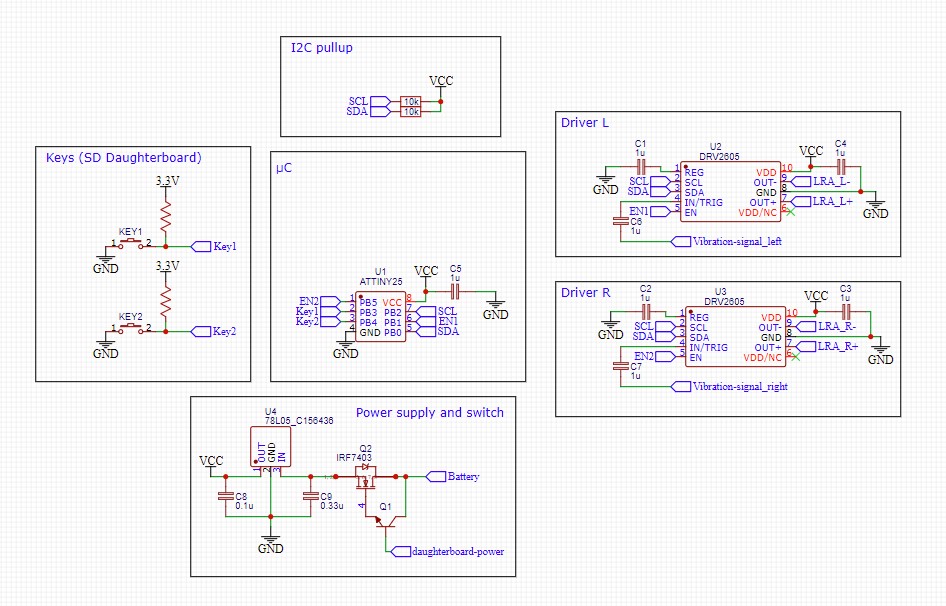 I2C pullup
VCC
SCL
10k
SDA
10k
Keys (SD Daughterboard)
3.3V
KEY1
1
2
Key1
GND
3.3V
KEY2
1
2
Key2
GND
µC
U1
ATTINY25
VCC
C5
1u
GND
EN2 1 PB5 VCC 8
Key1 2 PB3 PB2 7 SCL
Key2 3 PB4 PB1 6 EN1
4 GND PB0 5 SDA
GND
Driver L
C1
1u
U2
DRV2605
VCC
C4
1u
GND
1 REG VDD 10
SCL 2 SCL OUT- 9 LRA_L-
SDA 3 SDA GND 8
4 IN/TRIG OUT+ 7 LRA_L+
EN1 5 EN VDD/NC 6
GND
C6
1u
Vibration-signal_left
Driver R
C2
1u
U3
DRV2605
VCC
C3
1u
GND
1 REG VDD 10
SCL 2 SCL OUT- 9 LRA_R-
SDA 3 SDA GND 8
4 IN/TRIG OUT+ 7 LRA_R+
EN2 5 EN VDD/NC 6
GND
C7
1u
Vibration-signal_right
Power supply and switch
U4
78L05_C156436
OUT
GND
IN
1
2
3
VCC
C8
0.1u
C9
0.33u
GND
Q2
IRF7403
4
Q1
Battery
daughterboard-power